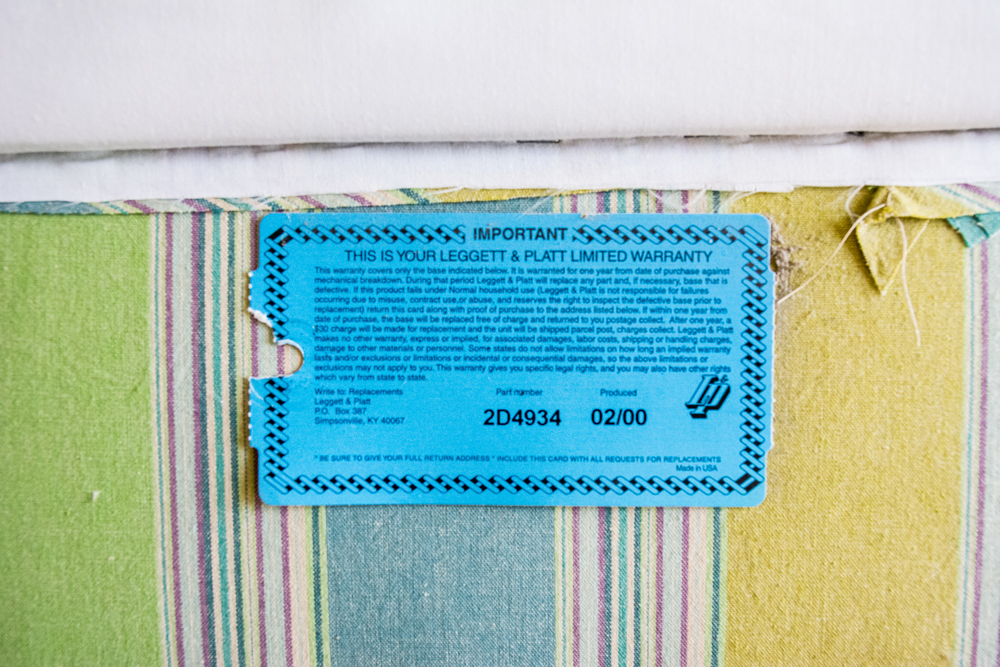 IMPORTANT
THIS IS YOUR LEGGETT & PLATT LIMITED WARRANTY
This warranty covers only the base indicated below. It is warranted for one year from date of purchase against
mechanical breakdown. During that period Leggett & Platt will replace any part and, if necessary, base that is
defective. If this product fails under Normal household use (Leggett & Platt is not responsible for failures
occurring due to misuse, contract use,or abuse, and reserves the right to inspect the defective base prior to
replacement) return this card along with proof of purchase to the address listed below. If within one year from
date of purchase, the base will be replaced free of charge and returned to you postage collect. After one year, a
$30 charge will be made for replacement and the unit will be shipped parcel post, charges collect. Leggett & Platt
makes no other warranty, express or implied, for associated damages, labor costs, shipping or handling charges,
damage to other materials or personnel. Some states do not allow limitations on how long an implied warranty
lasts and/or exclusions or limitations or incidental or consequential damages, so the above limitations or
exclusions may not apply to you. This warranty gives you specific legal rights, and you may also have other rights
which vary from state to state.
Write to: Replacements
Leggett & Platt
P.O. Box 387
Simpsonville, KY 40067
Part number
2D4934
Produced
02/00
L&P
* BE SURE TO GIVE YOUR FULL RETURN ADDRESS * INCLUDE THIS CARD WITH ALL REQUESTS FOR REPLACEMENTS
Made in USA